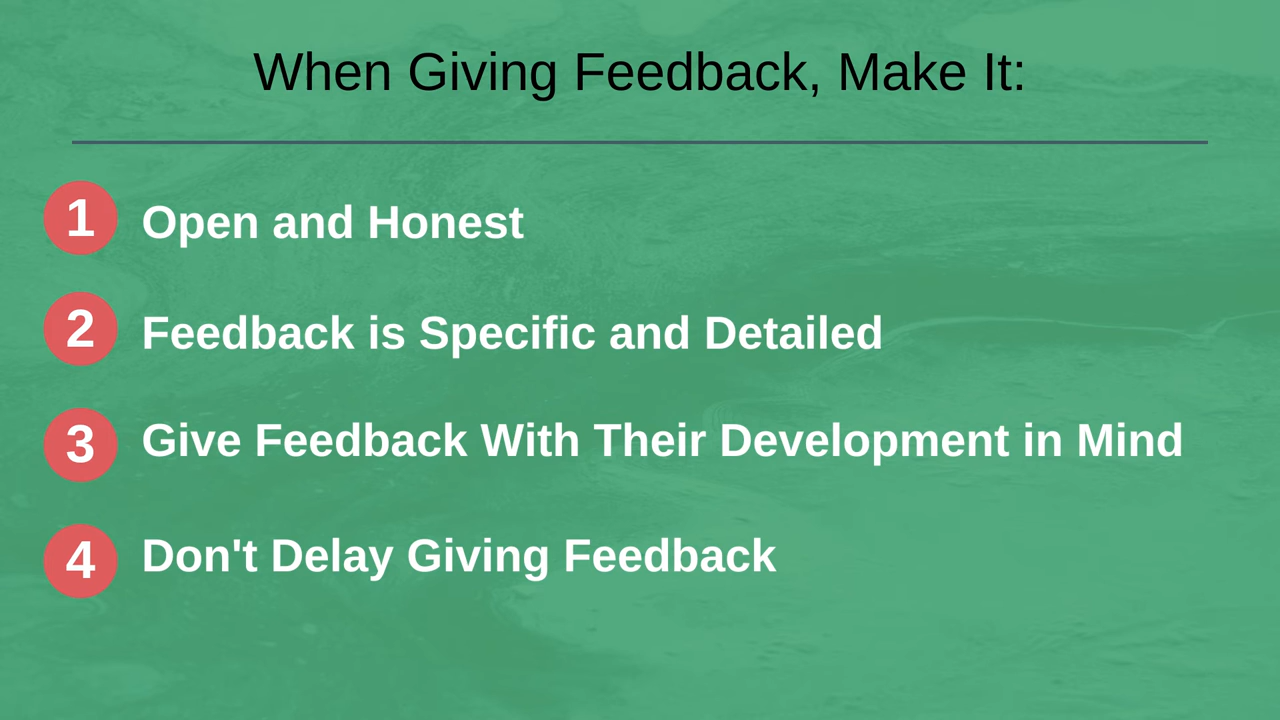 When Giving Feedback, Make It:
1 Open and Honest
2 Feedback is Specific and Detailed
3 Give Feedback With Their Development in Mind
4 Don't Delay Giving Feedback